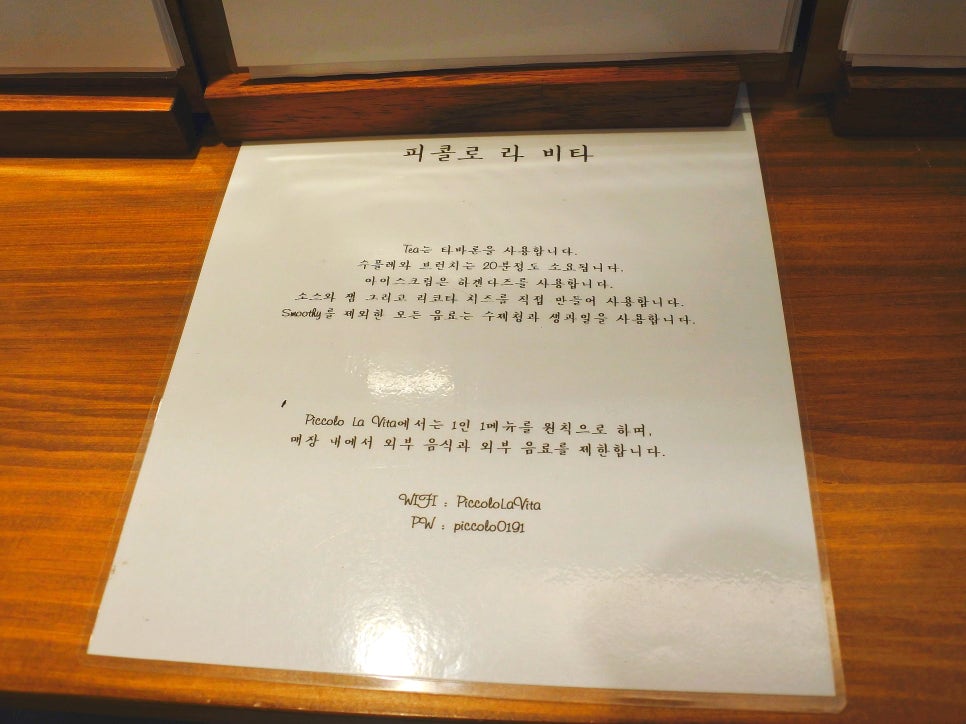 피콜로 라 비타
Tea는 타바론을 사용합니다.
수플레와 브런치는 20분정도 소요됩니다.
아이스크림은 하겐다즈를 사용합니다.
소스와 잼 그리고 리코타 치즈를 직접 만들어 사용합니다.
Smoothy를 제외한 모든 음료는 수제청과 생과일을 사용합니다.
Piccolo La Vita에서는 1인 1메뉴를 원칙으로 하며,
매장 내에서 외부 음식과 외부 음료를 제한합니다.
WIFI : PiccoloLaVita
PW : piccolo0191